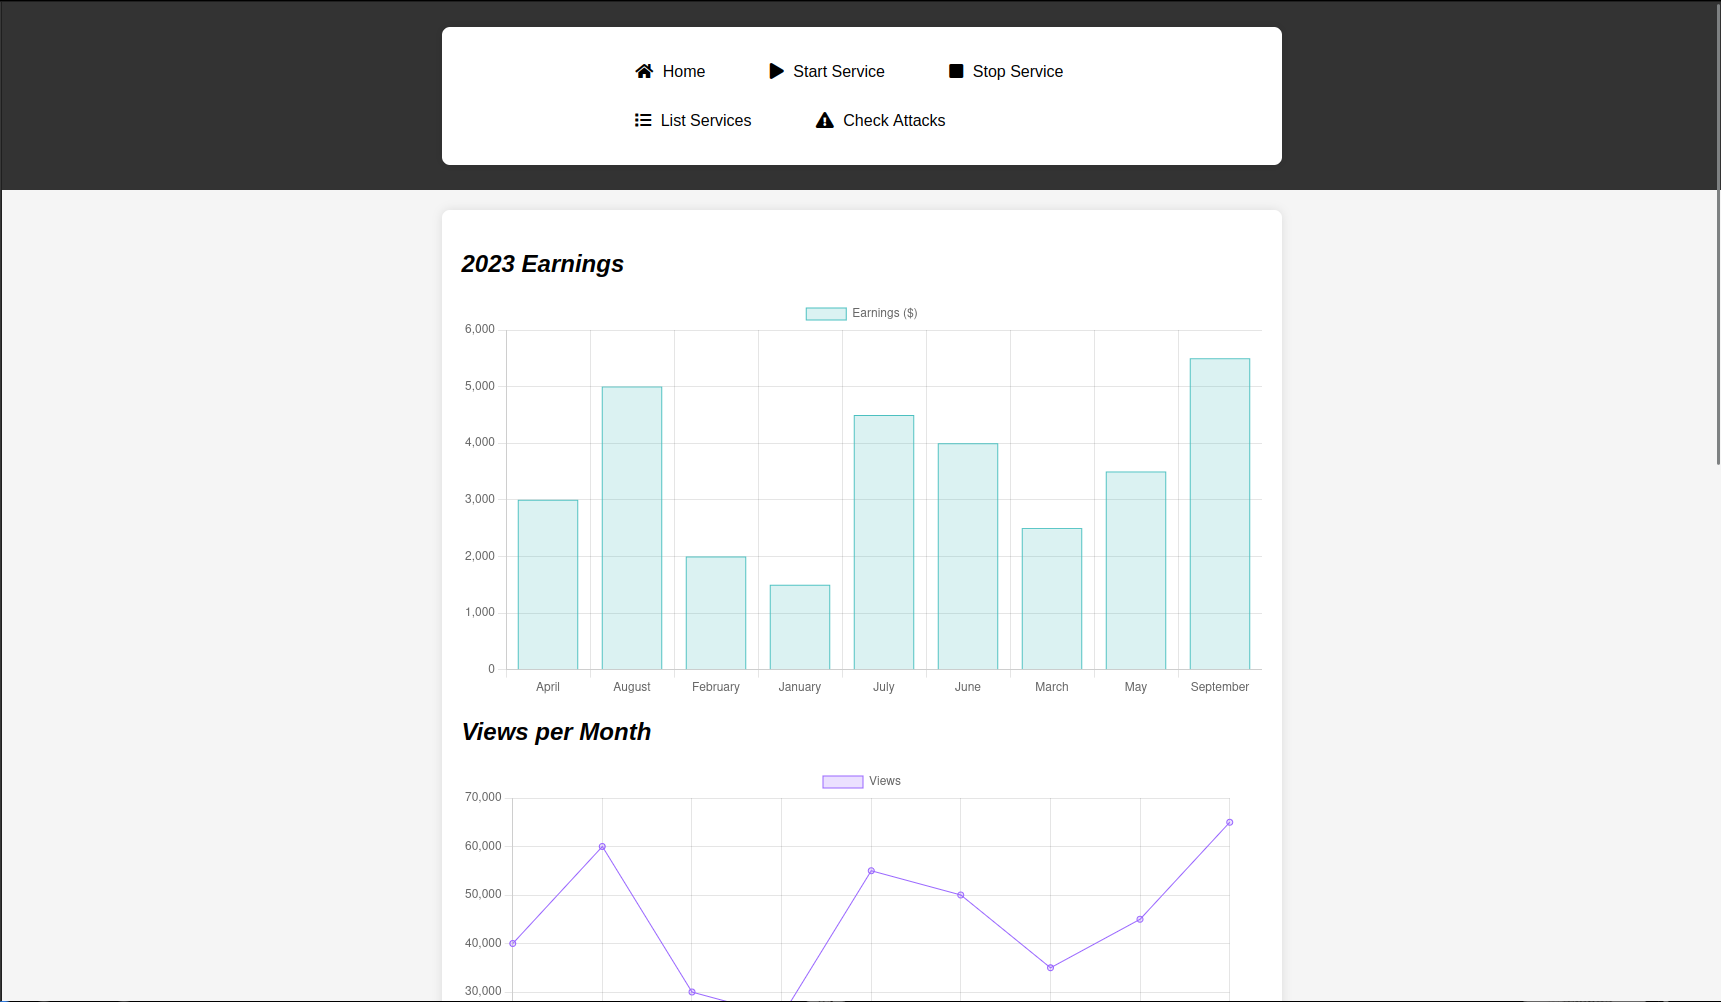 Home Start Service Stop Service
List Services Check Attacks
2023 Earnings
Earnings ($)
6,000
5,000
4,000
3,000
2,000
1,000
0
April August February January July June March May September
Views per Month
Views
70,000
60,000
50,000
40,000
30,000